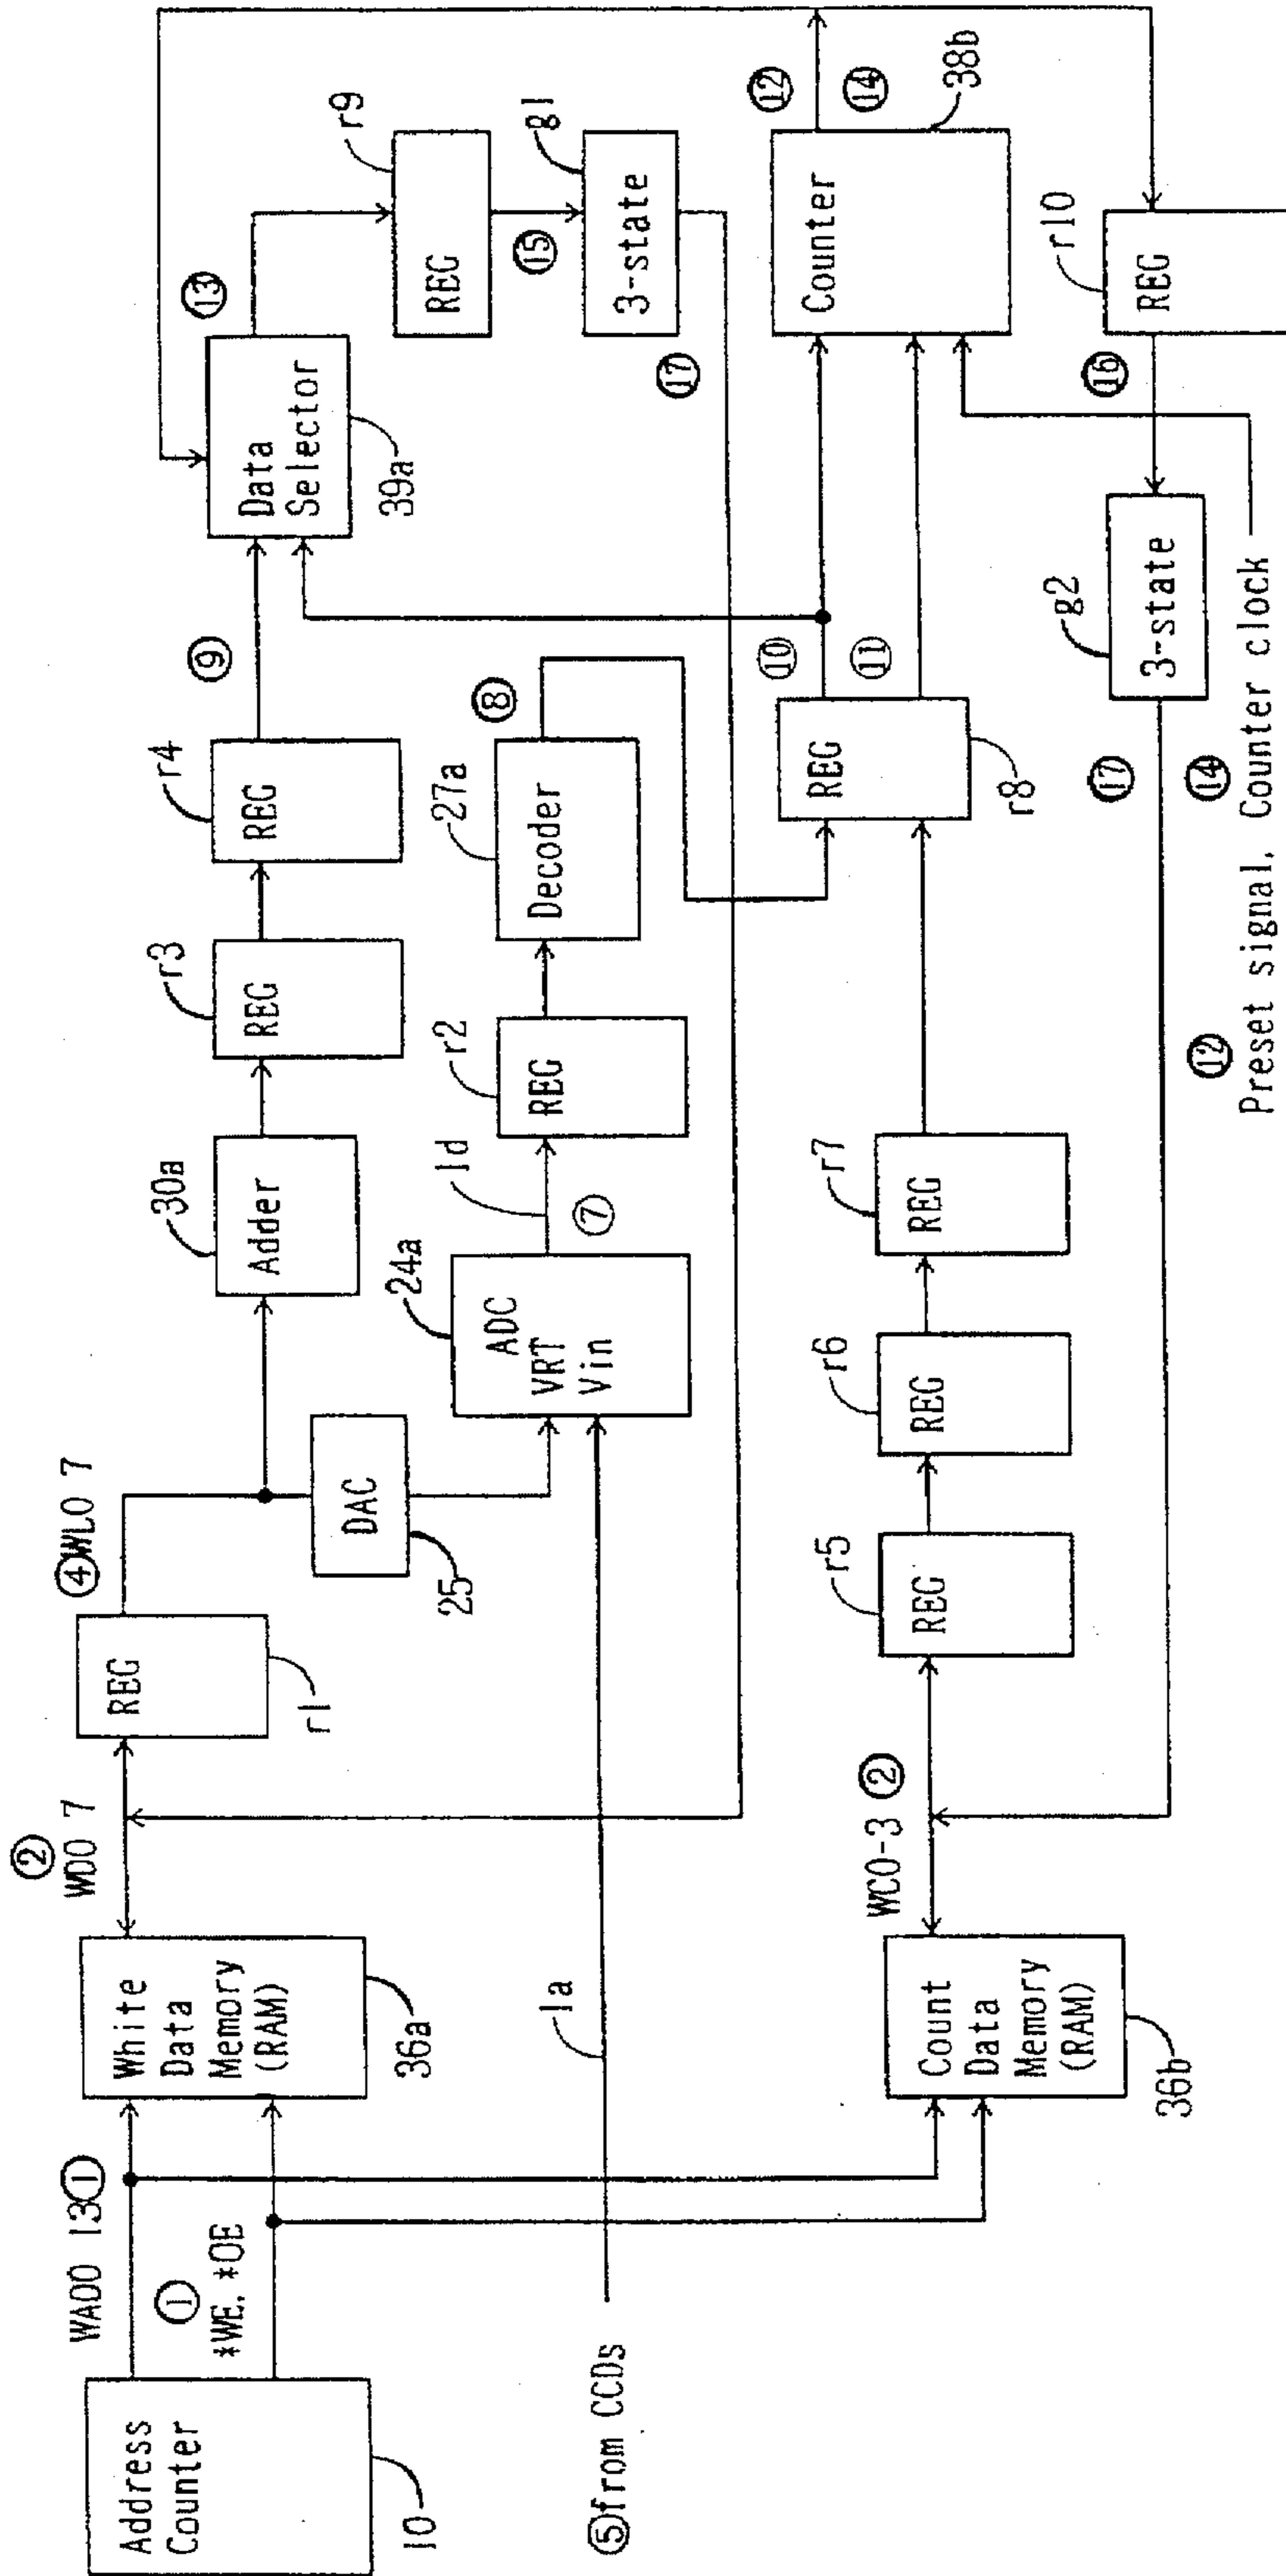 Address
Counter
10
WAD0 13①
①
*WE. *OE
White
Data
Memory
(RAM)
36a
②
WD0 7
REG
r1
④WL0 7
DAC
25
Adder
30a
REG
r3
REG
r4
⑨
Data
Selector
39a
⑬
REG
r9
⑮
3-state
g1
⑰
⑤from CCDs
1a
ADC
VRT
Vin
24a
1d
⑦
REG
r2
Decoder
27a
⑧
Count
Data
Memory
(RAM)
36b
WC0-3 ②
REG
r5
REG
r6
REG
r7
REG
r8
⑩
⑪
Counter
38b
⑫
⑭
REG
r10
⑯
3-state
g2
⑰
⑫ ⑭
Preset signal, Counter clock